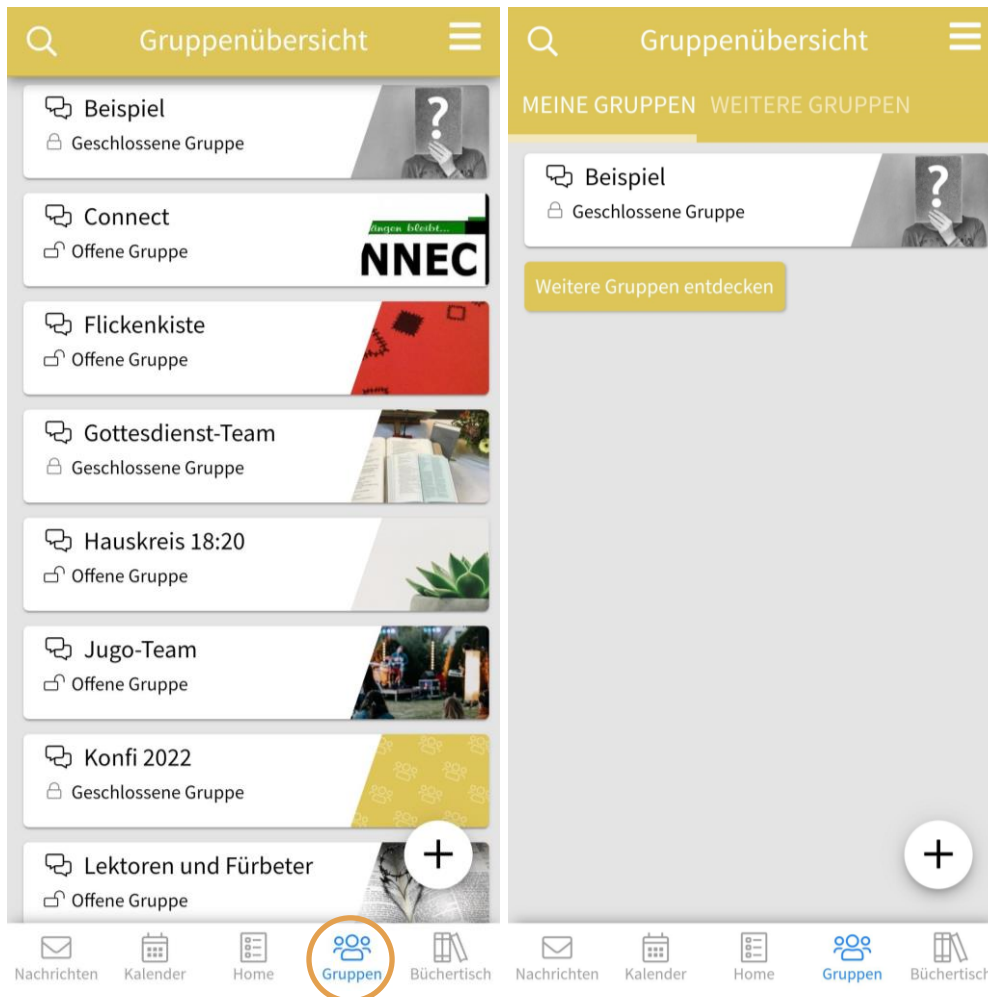 Gruppenübersicht
Beispiel
Geschlossene Gruppe
?
Connect
Offene Gruppe
bleibt...
NNEC
Flickenkiste
Offene Gruppe
Gottesdienst-Team
Geschlossene Gruppe
Hauskreis 18:20
Offene Gruppe
Jugo-Team
Offene Gruppe
Konfi 2022
Geschlossene Gruppe
Lektoren und Fürbeter
Offene Gruppe
+
Nachrichten Kalender Home Gruppen Büchertisch
Gruppenübersicht
MEINE GRUPPEN WEITERE GRUPPEN
Beispiel
Geschlossene Gruppe
?
Weitere Gruppen entdecken
+
Nachrichten Kalender Home Gruppen Büchertisch